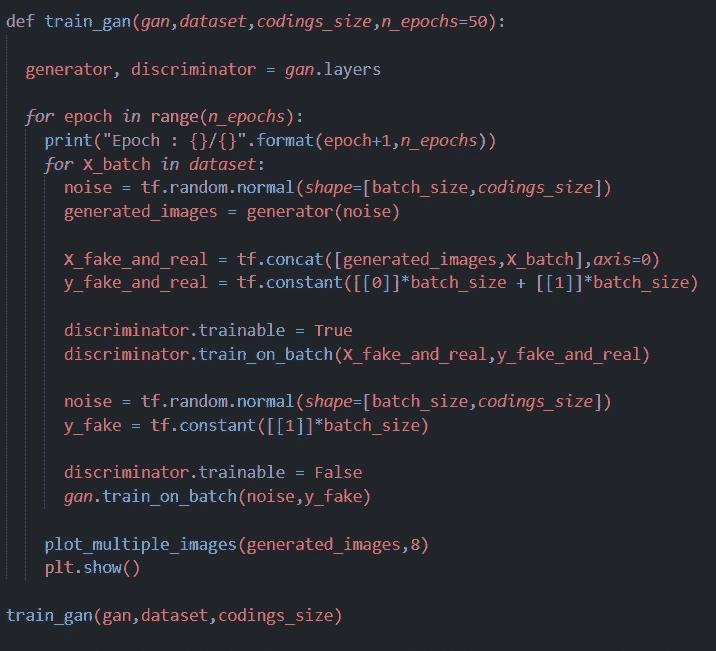 def train_gan(gan,dataset,codings_size,n_epochs=50):
generator, discriminator = gan.layers
for epoch in range(n_epochs):
print("Epoch : {}/{}".format(epoch+1,n_epochs))
for X_batch in dataset:
noise = tf.random.normal(shape=[batch_size,codings_size])
generated_images = generator(noise)
X_fake_and_real = tf.concat([generated_images,X_batch],axis=0)
y_fake_and_real = tf.constant([[0]]*batch_size + [[1]]*batch_size)
discriminator.trainable = True
discriminator.train_on_batch(X_fake_and_real,y_fake_and_real)
noise = tf.random.normal(shape=[batch_size,codings_size])
y_fake = tf.constant([[1]]*batch_size)
discriminator.trainable = False
gan.train_on_batch(noise,y_fake)
plot_multiple_images(generated_images,8)
plt.show()
train_gan(gan,dataset,codings_size)